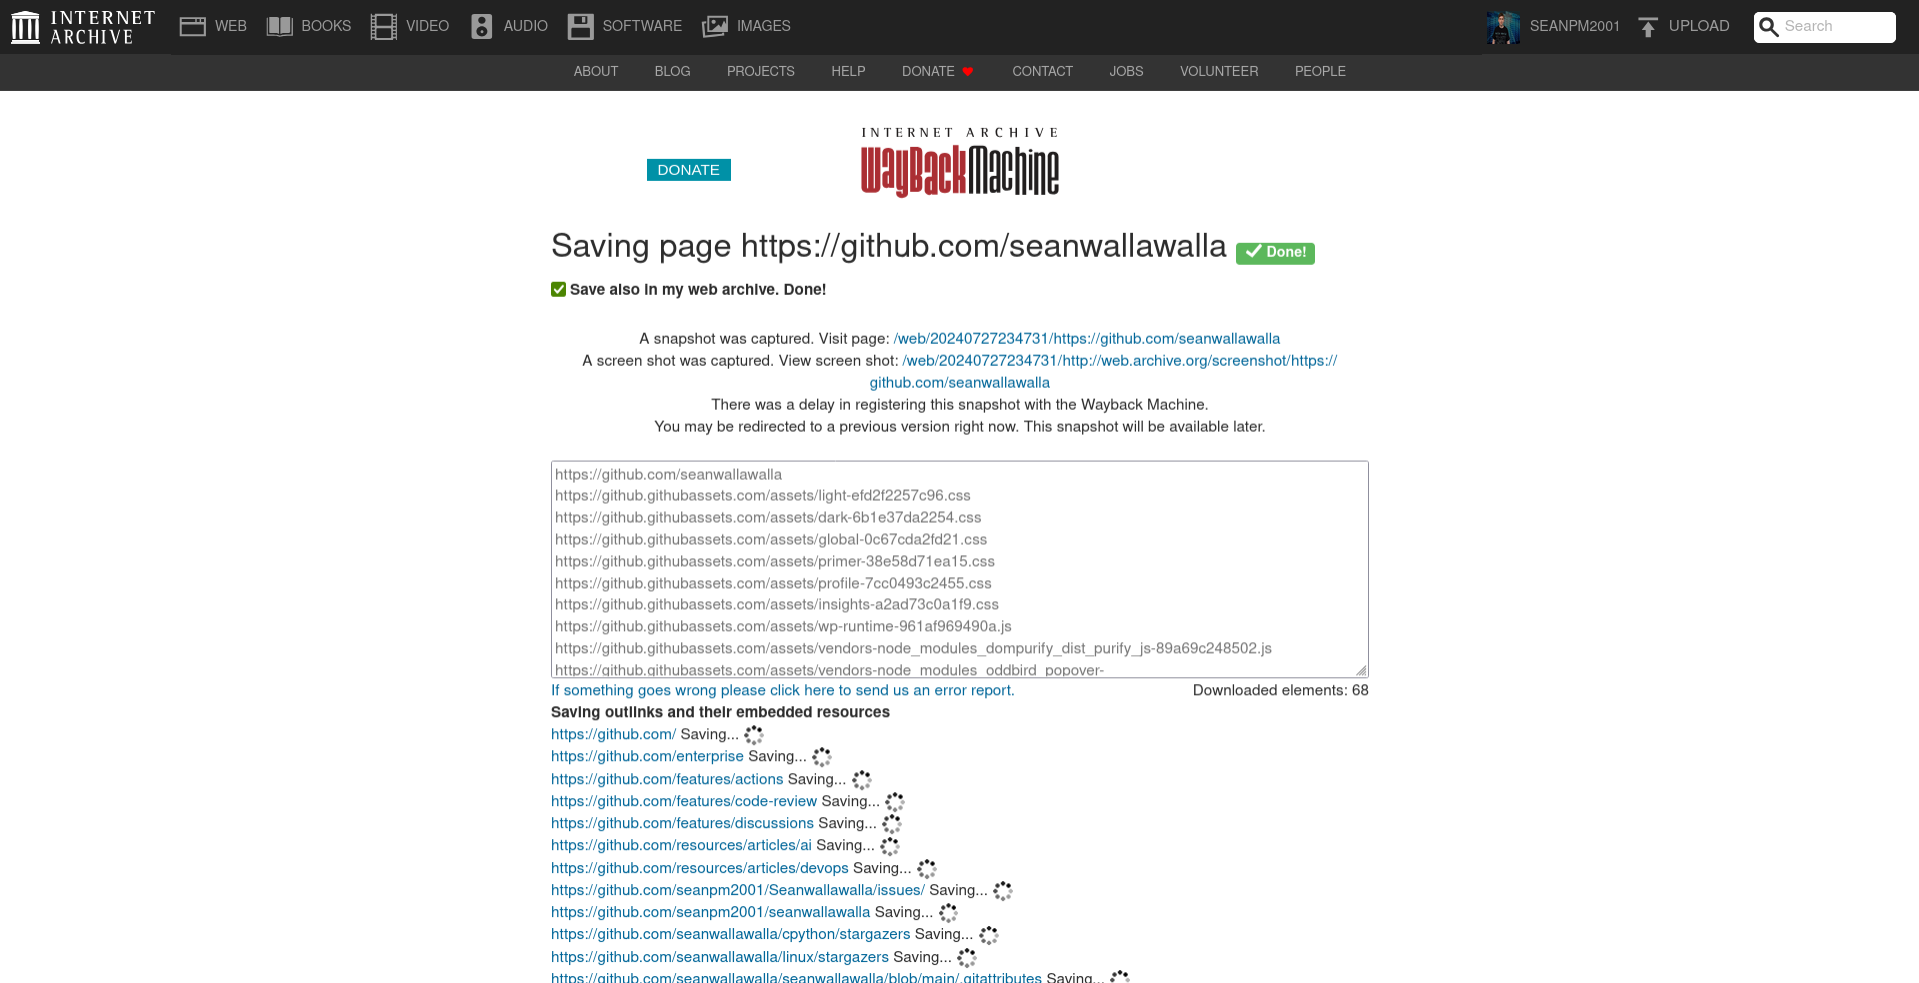 INTERNET ARCHIVE
WEB BOOKS VIDEO AUDIO SOFTWARE IMAGES SEANPM2001 UPLOAD Search
ABOUT BLOG PROJECTS HELP DONATE CONTACT JOBS VOLUNTEER PEOPLE
DONATE
INTERNET ARCHIVE
WayBackMachine
Saving page https://github.com/seanwallawalla Done!
Save also in my web archive. Done!
A snapshot was captured. Visit page: /web/20240727234731/https://github.com/seanwallawalla
A screen shot was captured. View screen shot: /web/20240727234731/http://web.archive.org/screenshot/https://
github.com/seanwallawalla
There was a delay in registering this snapshot with the Wayback Machine.
You may be redirected to a previous version right now. This snapshot will be available later.
https://github.com/seanwallawalla
https://github.githubassets.com/assets/light-efd2f2257c96.css
https://github.githubassets.com/assets/dark-6b1e37da2254.css
https://github.githubassets.com/assets/global-0c67cda2fd21.css
https://github.githubassets.com/assets/primer-38e58d71ea15.css
https://github.githubassets.com/assets/profile-7cc0493c2455.css
https://github.githubassets.com/assets/insights-a2ad73c0a1f9.css
https://github.githubassets.com/assets/wp-runtime-961af969490a.js
https://github.githubassets.com/assets/vendors-node_modules_dompurify_dist_purify_js-89a69c248502.js
https://github.githubassets.com/assets/vendors-node_modules_oddbird_popover-
If something goes wrong please click here to send us an error report. Downloaded elements: 68
Saving outlinks and their embedded resources
https://github.com/ Saving...
https://github.com/enterprise Saving...
https://github.com/features/actions Saving...
https://github.com/features/code-review Saving...
https://github.com/features/discussions Saving...
https://github.com/resources/articles/ai Saving...
https://github.com/resources/articles/devops Saving...
https://github.com/seanpm2001/Seanwallawalla/issues/ Saving...
https://github.com/seanpm2001/seanwallawalla Saving...
https://github.com/seanwallawalla/cpython/stargazers Saving...
https://github.com/seanwallawalla/linux/stargazers Saving...
https://github.com/seanwallawalla/seanwallawalla/blob/main/.gitattributes Saving...